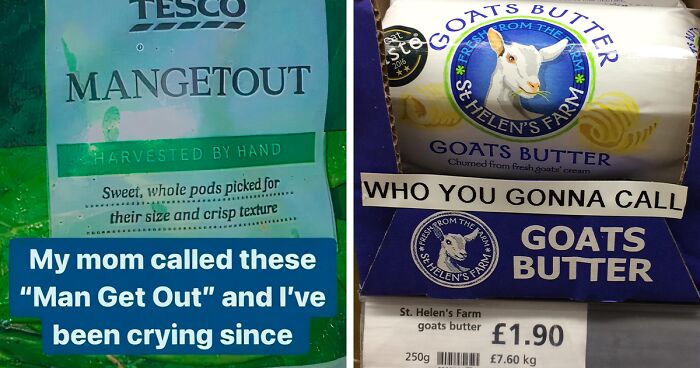 TESCO
MANGETOUT
HARVESTED BY HAND
Sweet, whole pods picked for
their size and crisp texture
My mom called these
“Man Get Out” and I’ve
been crying since
GOATS BUTTER
FRESH FROM THE FARM
ST HELEN'S FARM
2016
GOATS BUTTER
Churned from fresh goats' cream
WHO YOU GONNA CALL
FRESH FROM THE FARM
ST HELEN'S FARM
GOATS
BUTTER
St. Helen's Farm
goats butter
£1.90
250g
£7.60 kg